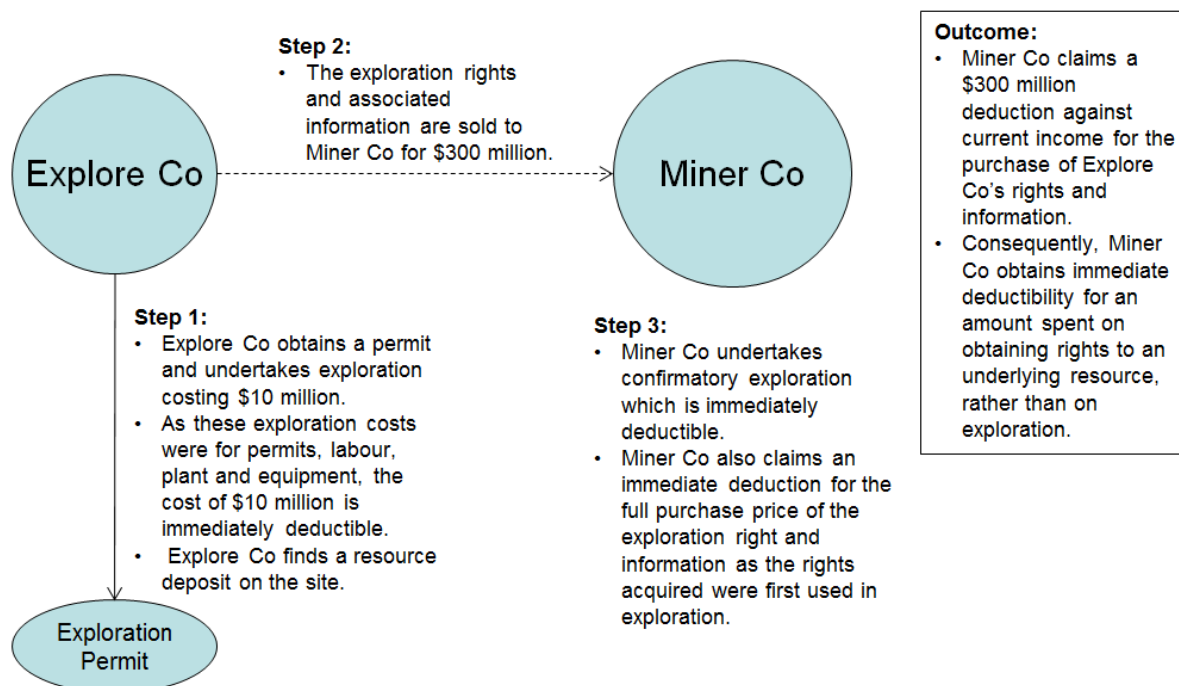 Explore Co
Step 2:
• The exploration rights
and associated
information are sold to
Miner Co for $300 million.
Miner Co
Step 1:
• Explore Co obtains a permit
and undertakes exploration
costing $10 million.
• As these exploration costs
were for permits, labour,
plant and equipment, the
cost of $10 million is
immediately deductible.
• Explore Co finds a resource
deposit on the site.
Exploration
Permit
Step 3:
• Miner Co undertakes
confirmatory exploration
which is immediately
deductible.
• Miner Co also claims an
immediate deduction for the
full purchase price of the
exploration right and
information as the rights
acquired were first used in
exploration.
Outcome:
• Miner Co claims a
$300 million
deduction against
current income for the
purchase of Explore
Co’s rights and
information.
• Consequently, Miner
Co obtains immediate
deductibility for an
amount spent on
obtaining rights to an
underlying resource,
rather than on
exploration.